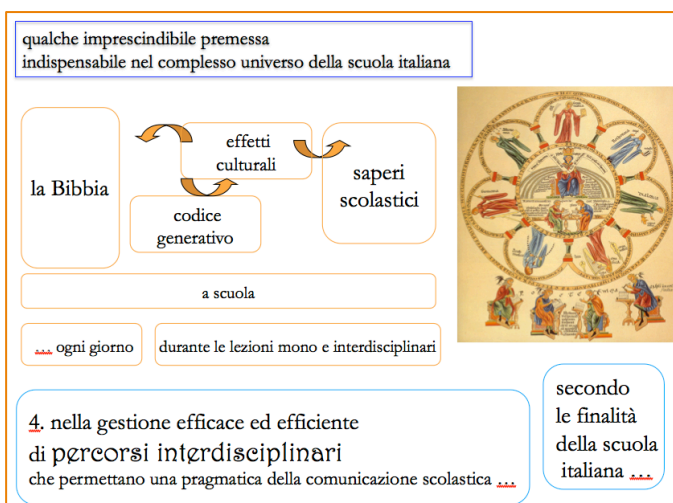 qualche imprescindibile premessa
indispensabile nel complesso universo della scuola italiana
la Bibbia
effetti
culturali
codice
generativo
saperi
scolastici
a scuola
… ogni giorno
durante le lezioni mono e interdisciplinari
4. nella gestione efficace ed efficiente
di percorsi interdisciplinari
che permettano una pragmatica della comunicazione scolastica …
secondo
le finalità
della scuola
italiana …